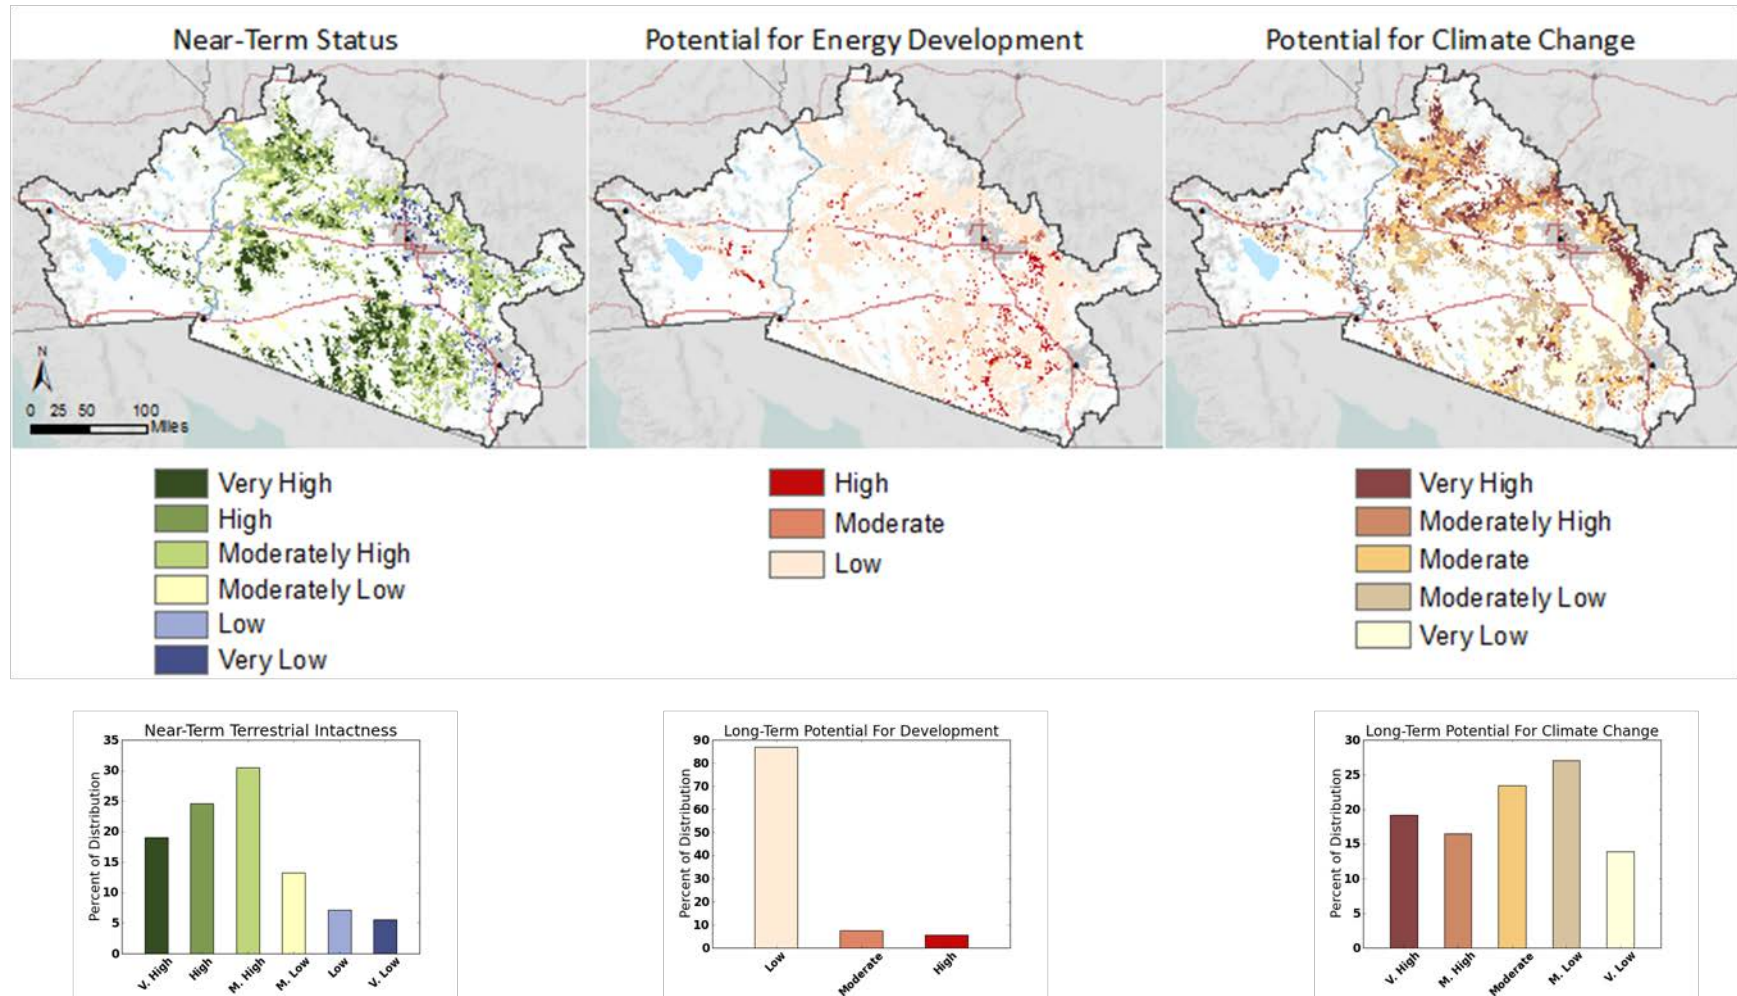 Near-Term Status
Potential for Energy Development
Potential for Climate Change
N
0 25 50 100
Miles
Very High
High
Moderately High
Moderately Low
Low
Very Low
High
Moderate
Low
Very High
Moderately High
Moderate
Moderately Low
Very Low
Near-Term Terrestrial Intactness
Percent of Distribution
35
30
25
20
15
10
5
0
V. High High M. High M. Low Low V. Low
Long-Term Potential For Development
Percent of Distribution
90
80
70
60
50
40
30
20
10
0
Low Moderate High
Long-Term Potential For Climate Change
Percent of Distribution
30
25
20
15
10
5
0
V. High M. High Moderate M. Low V. Low